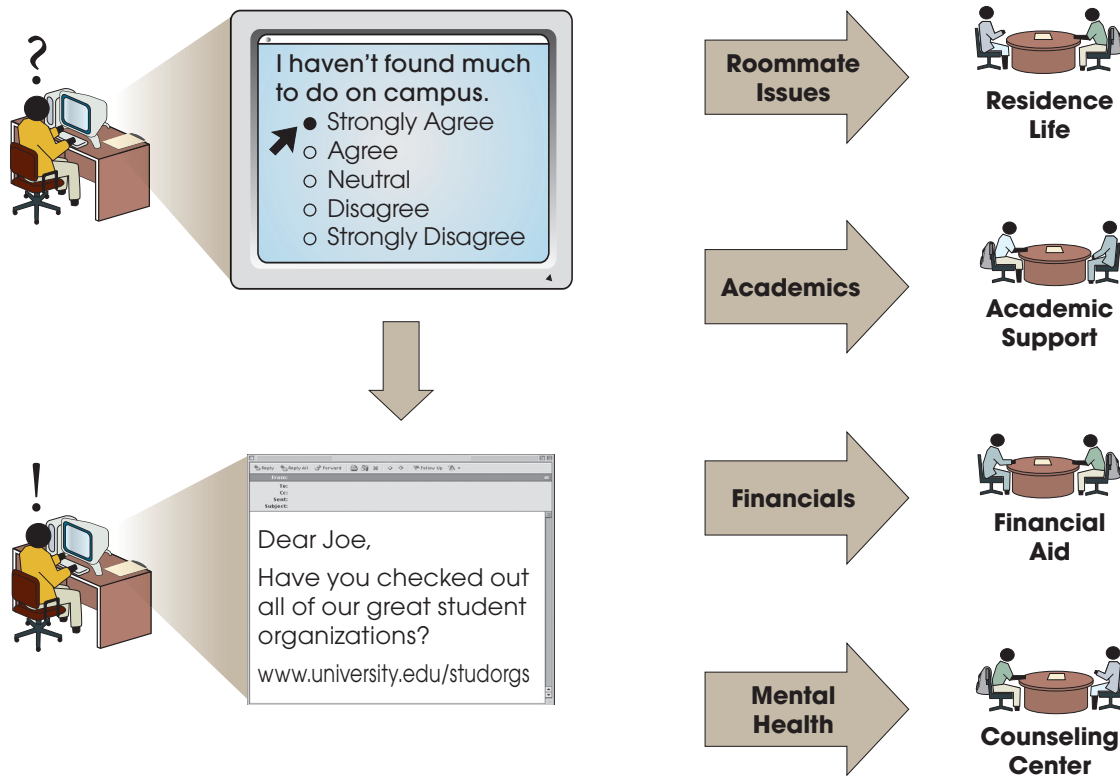 ?
I haven't found much
to do on campus.
Strongly Agree
Agree
Neutral
Disagree
Strongly Disagree
!
Reply Reply All Forward Follow Up
From:
To:
Cc:
Sent:
Subject:
Dear Joe,
Have you checked out
all of our great student
organizations?
www.university.edu/studorgs
Roommate
Issues
Residence
Life
Academics
Academic
Support
Financials
Financial
Aid
Mental
Health
Counseling
Center